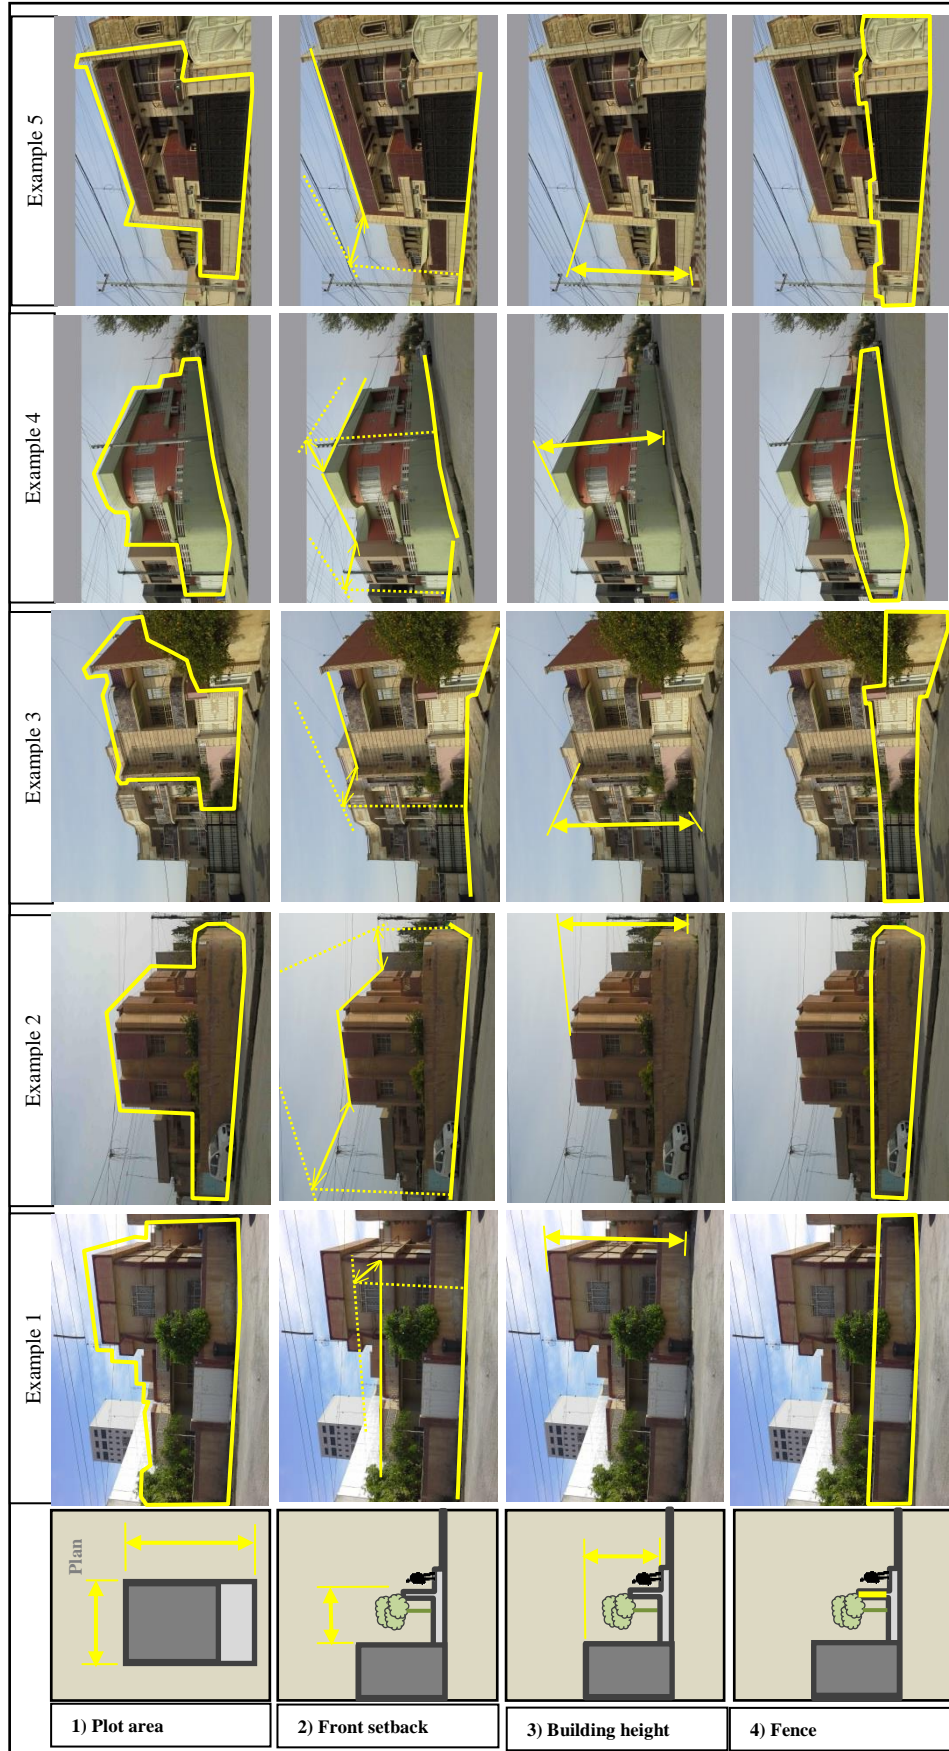 Example 5
Example 4
Example 3
Example 2
Example 1
Plan
1) Plot area
2) Front setback
3) Building height
4) Fence